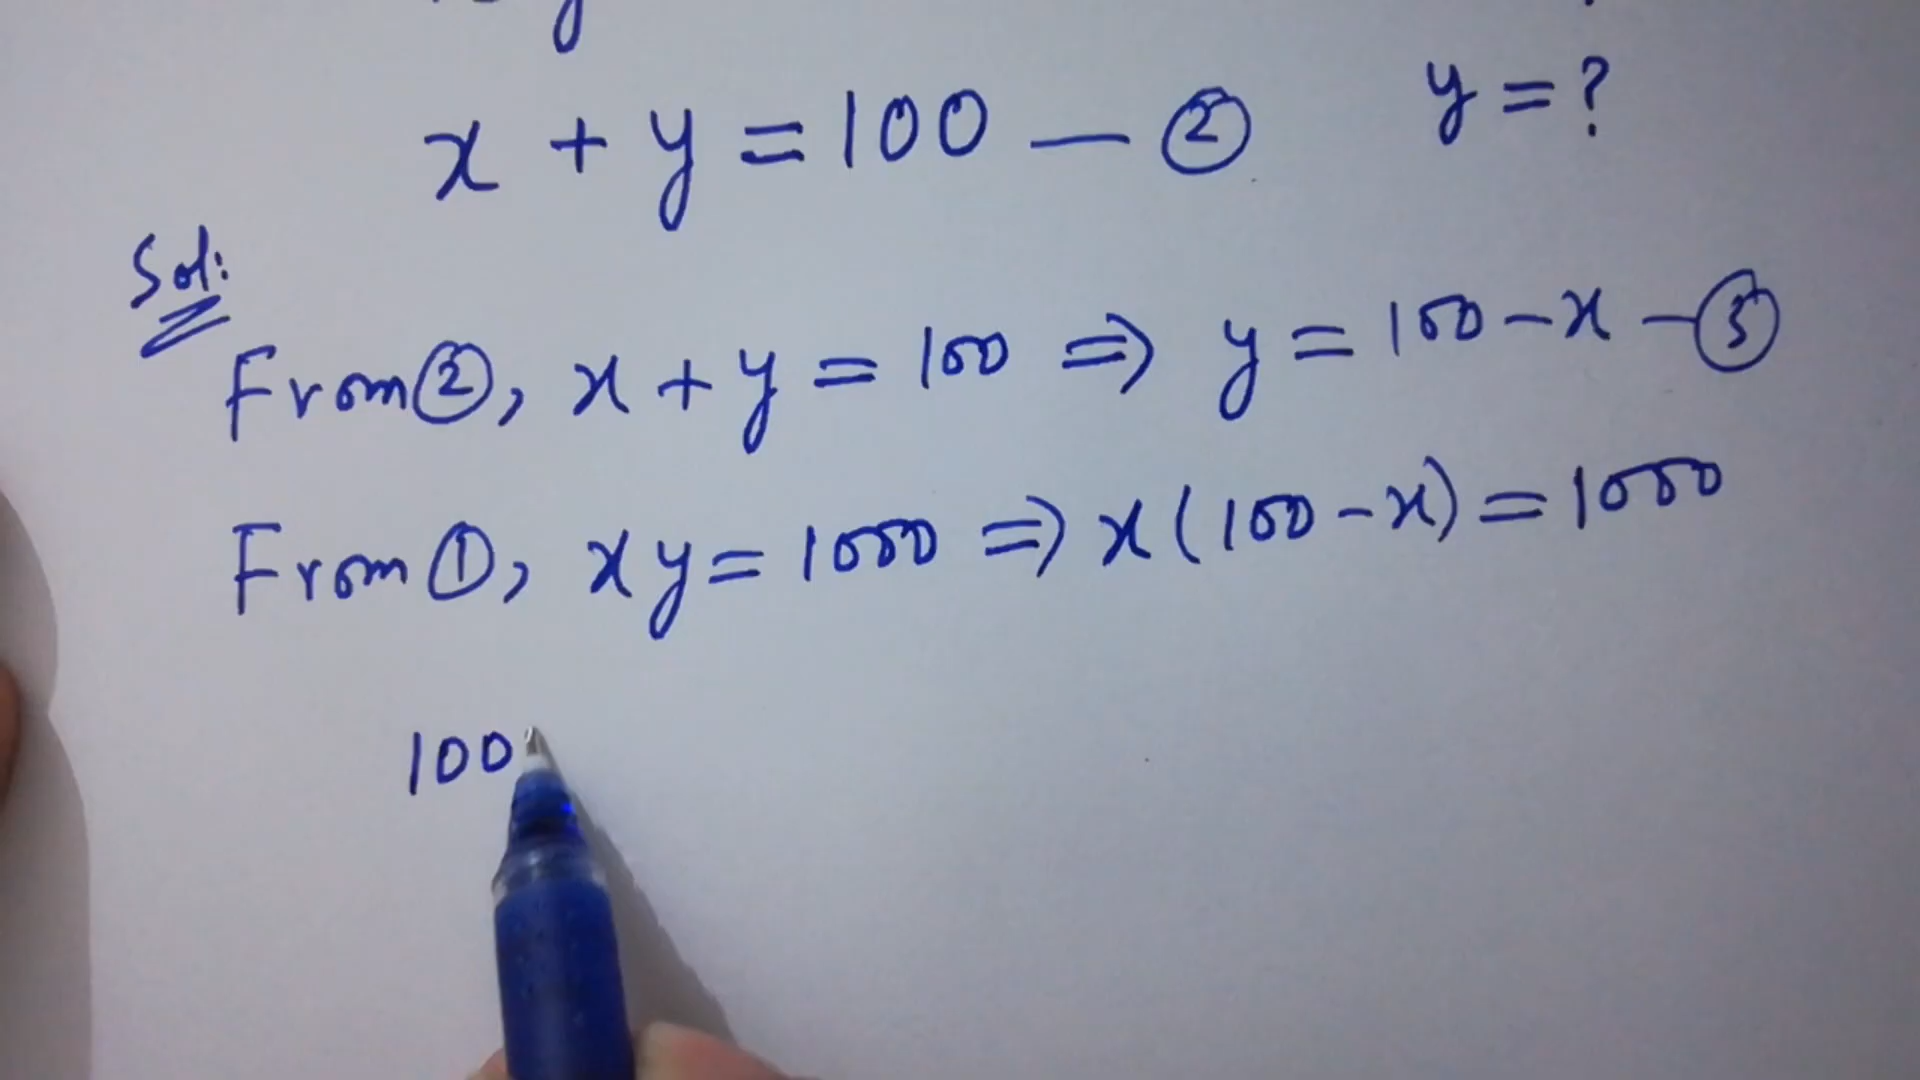 x + y = 100 — ②
y = ?
Sol:
From ②, x + y = 100 ⇒ y = 100 - x - ③
From ①, xy = 1000 ⇒ x (100 - x) = 1000
100